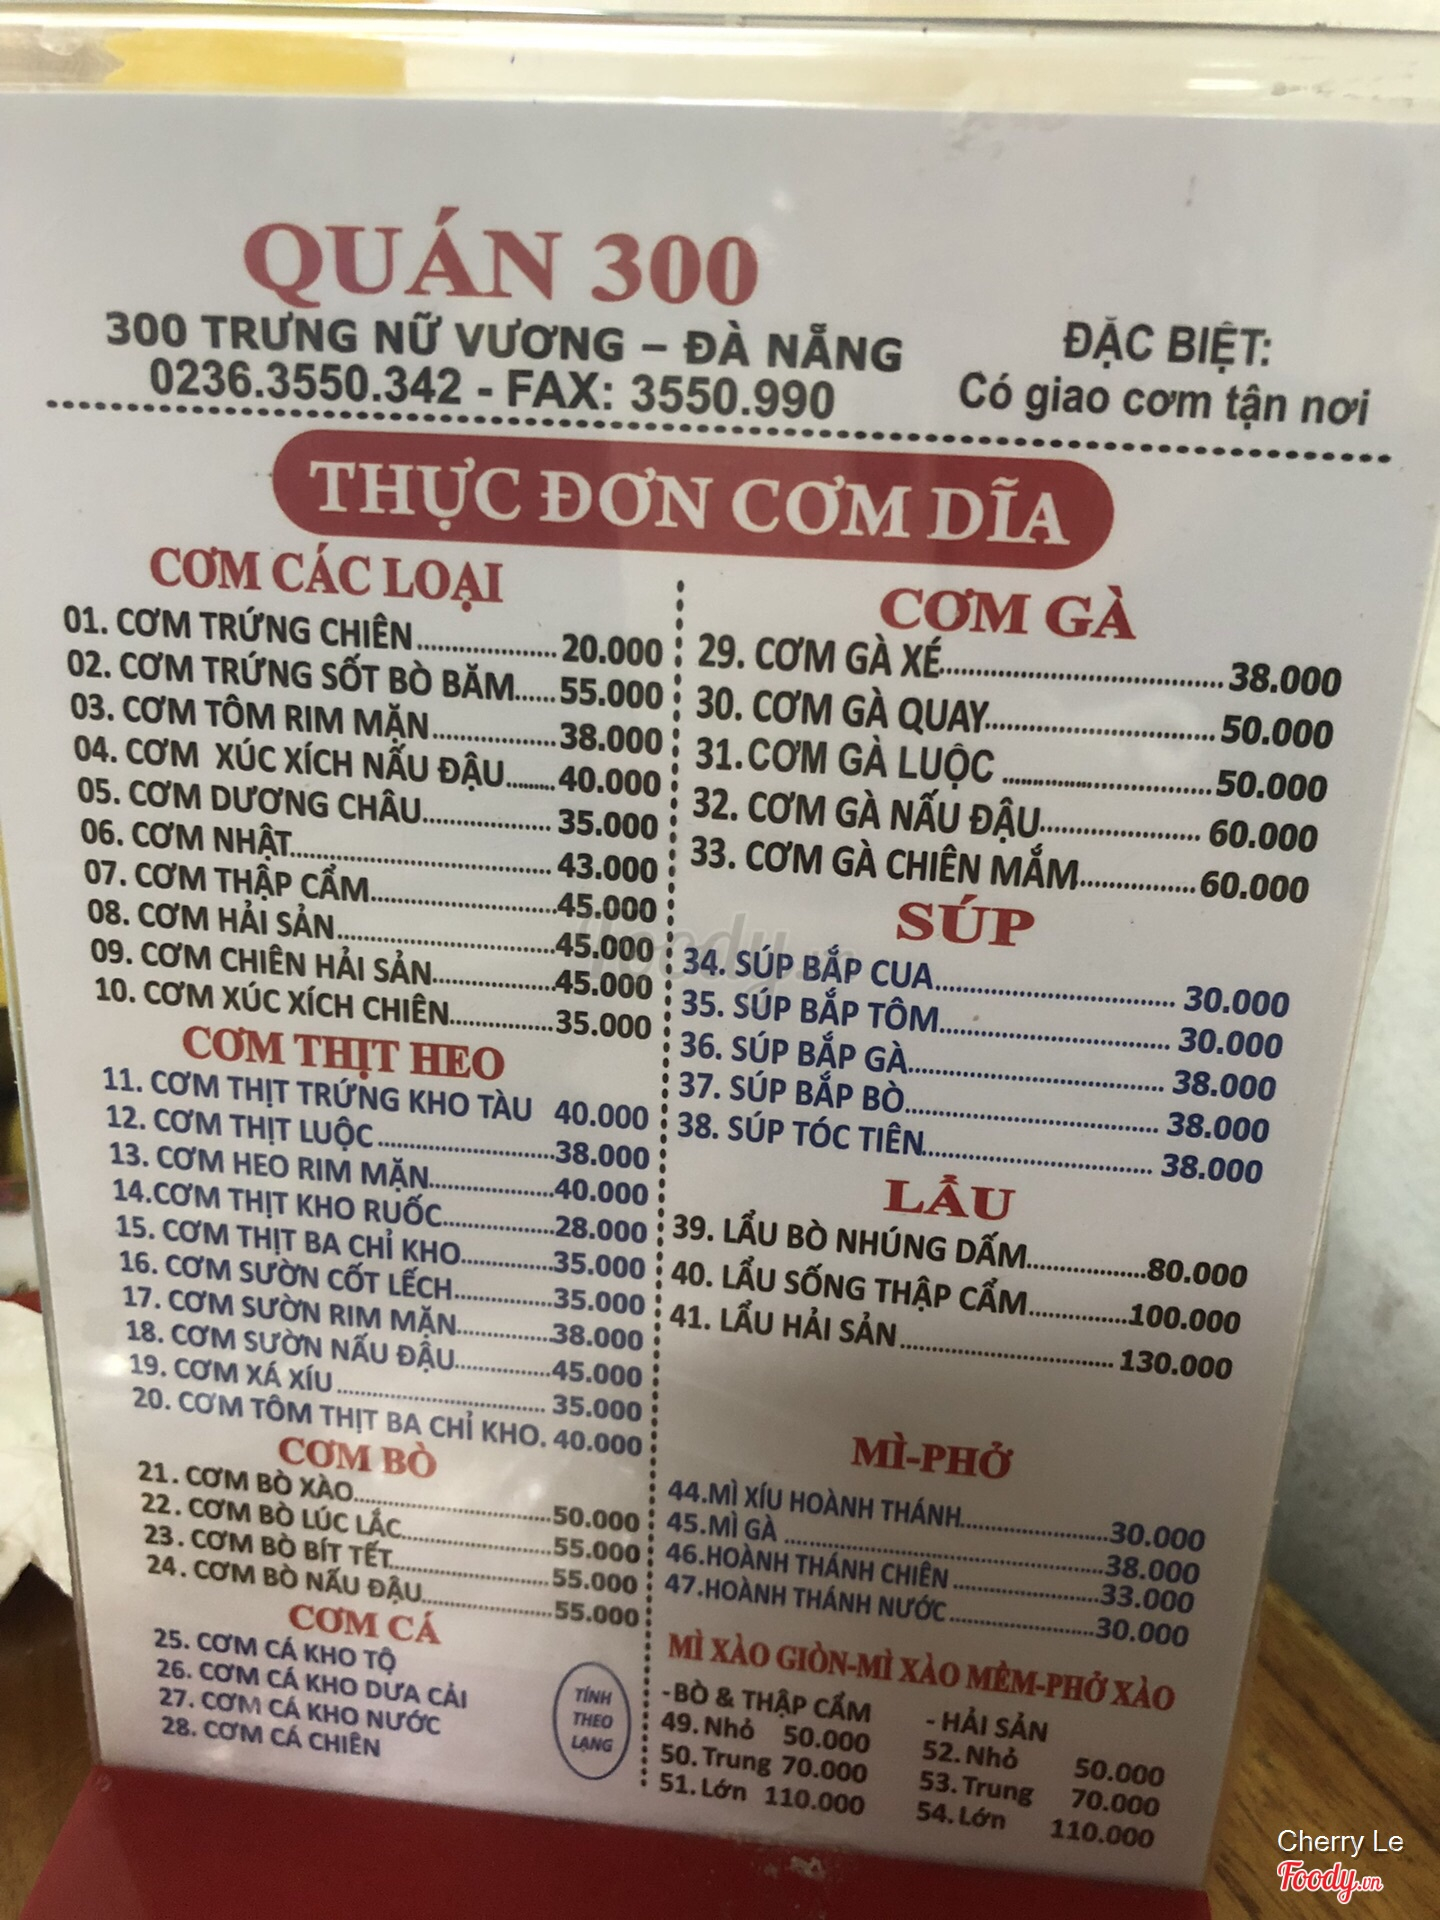 QUÁN 300
300 TRƯNG NỮ VƯƠNG – ĐÀ NẴNG
0236.3550.342 - FAX: 3550.990
ĐẶC BIỆT:
Có giao cơm tận nơi
THỰC ĐƠN CƠM DĨA
CƠM CÁC LOẠI
01. CƠM TRỨNG CHIÊN.................... 20.000
02. CƠM TRỨNG SỐT BÒ BĂM...... 55.000
03. CƠM TÔM RIM MẶN..................38.000
04. CƠM XÚC XÍCH NẤU ĐẬU........ 40.000
05. CƠM DƯƠNG CHÂU................... 35.000
06. CƠM NHẬT...................................... 43.000
07. CƠM THẬP CẨM...........................45.000
08. CƠM HẢI SẢN...............................45.000
09. CƠM CHIÊN HẢI SẢN.................45.000
10. CƠM XÚC XÍCH CHIÊN...............35.000
CƠM THỊT HEO
11. CƠM THỊT TRỨNG KHO TÀU 40.000
12. CƠM THỊT LUỘC..........................38.000
13. CƠM HEO RIM MẶN..................40.000
14.CƠM THỊT KHO RUỐC................28.000
15. CƠM THỊT BA CHỈ KHO.............35.000
16. CƠM SƯỜN CỐT LẾCH..............35.000
17. CƠM SƯỜN RIM MẶN..............38.000
18. CƠM SƯỜN NẤU ĐẬU..............45.000
19. CƠM XÁ XÍU .............................. 35.000
20. CƠM TÔM THỊT BA CHỈ KHO. 40.000
CƠM BÒ
21. CƠM BÒ XÀO.............................50.000
22. CƠM BÒ LÚC LẮC......................55.000
23. CƠM BÒ BÍT TẾT.......................55.000
24. CƠM BÒ NẤU ĐẬU...................55.000
CƠM CÁ
25. CƠM CÁ KHO TỘ
26. CƠM CÁ KHO DƯA CẢI
27. CƠM CÁ KHO NƯỚC
28. CƠM CÁ CHIÊN
TÍNH
THEO
LẠNG
CƠM GÀ
29. CƠM GÀ XÉ....................................... 38.000
30. CƠM GÀ QUAY................................ 50.000
31.CƠM GÀ LUỘC ..............................50.000
32. CƠM GÀ NẤU ĐẬU...................... 60.000
33. CƠM GÀ CHIÊN MẮM................60.000
SÚP
34. SÚP BẮP CUA................................. 30.000
35. SÚP BẮP TÔM................................ 30.000
36. SÚP BẮP GÀ................................... 38.000
37. SÚP BẮP BÒ................................... 38.000
38. SÚP TÓC TIÊN................................ 38.000
LẨU
39. LẨU BÒ NHÚNG DẤM................80.000
40. LẨU SỐNG THẬP CẨM..............100.000
41. LẨU HẢI SẢN .............................. 130.000
MÌ-PHỞ
44.MÌ XÍU HOÀNH THÁNH.....................30.000
45.MÌ GÀ .............................................38.000
46.HOÀNH THÁNH CHIÊN .....................33.000
47.HOÀNH THÁNH NƯỚC.....................30.000
MÌ XÀO GIÒN-MÌ XÀO MÈM-PHỞ XÀO
-BÒ & THẬP CẨM
49.Nhỏ 50.000
50.Trung 70.000
51.Lớn 110.000
- HẢI SẢN
52.Nhỏ 50.000
53.Trung 70.000
54.Lớn 110.000
foody.vn
Cherry Le
Foody.vn